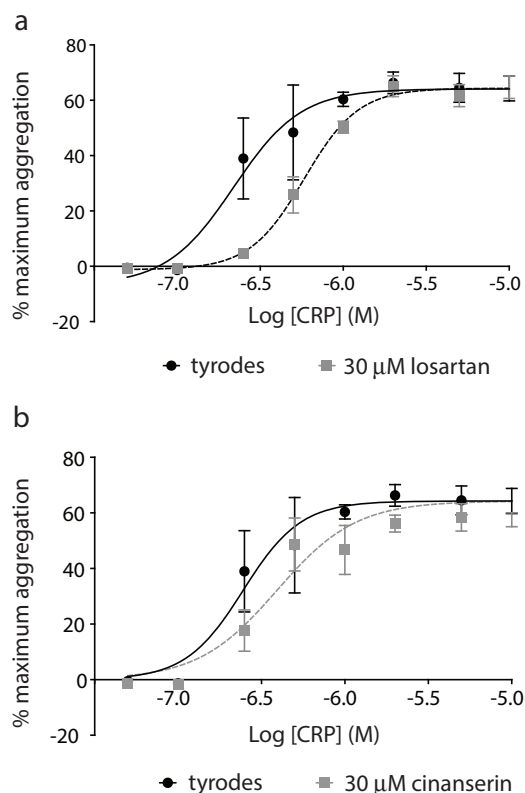 a
80
60
40
20
0
-20
% maximum aggregation
-7.0 -6.5 -6.0 -5.5 -5.0
Log [CRP] (M)
tyrodes 30 μM losartan
b
80
60
40
20
0
-20
% maximum aggregation
-7.0 -6.5 -6.0 -5.5 -5.0
Log [CRP] (M)
tyrodes 30 μM cinanserin